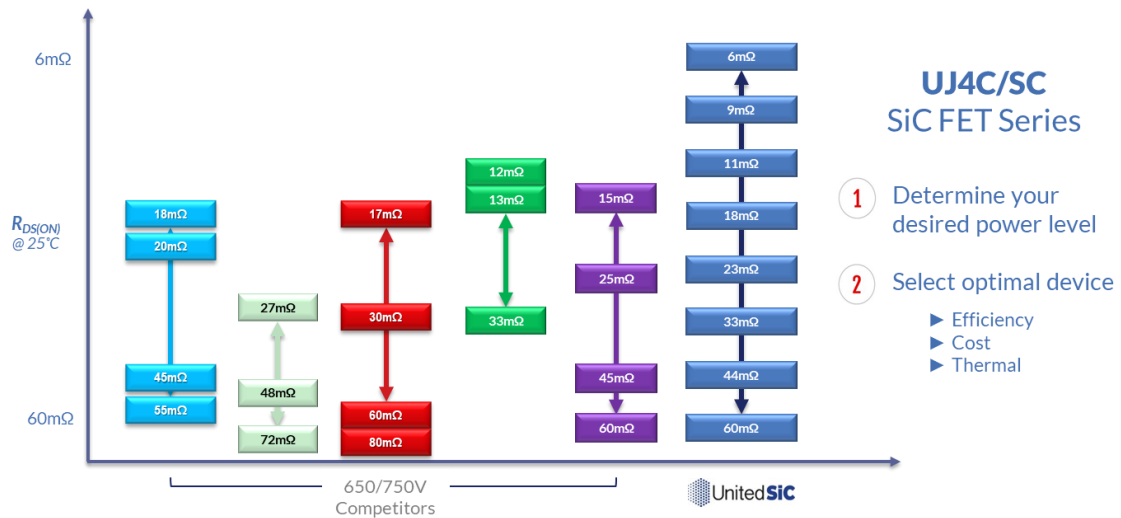 6mΩ
R_DS(ON)
@ 25°C
60mΩ
18mΩ
20mΩ
45mΩ
55mΩ
27mΩ
48mΩ
72mΩ
17mΩ
30mΩ
60mΩ
80mΩ
12mΩ
13mΩ
33mΩ
15mΩ
25mΩ
45mΩ
60mΩ
6mΩ
9mΩ
11mΩ
18mΩ
23mΩ
33mΩ
44mΩ
60mΩ
650/750V
Competitors
UnitedSiC
UJ4C/SC
SiC FET Series
1 Determine your
desired power level
2 Select optimal device
► Efficiency
► Cost
► Thermal